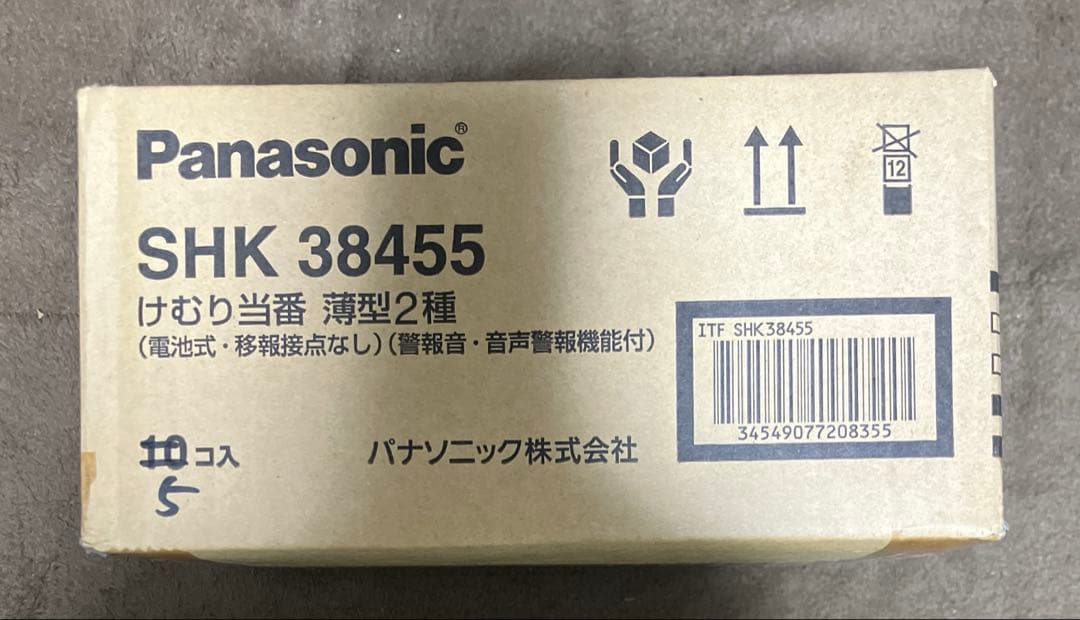 Panasonic®
SHK 38455
けむり当番 薄型2種
(電池式・移報接点なし)(警報音・音声警報機能付)
10コ入
5
パナソニック株式会社
12
ITF SHK38455
34549077208355